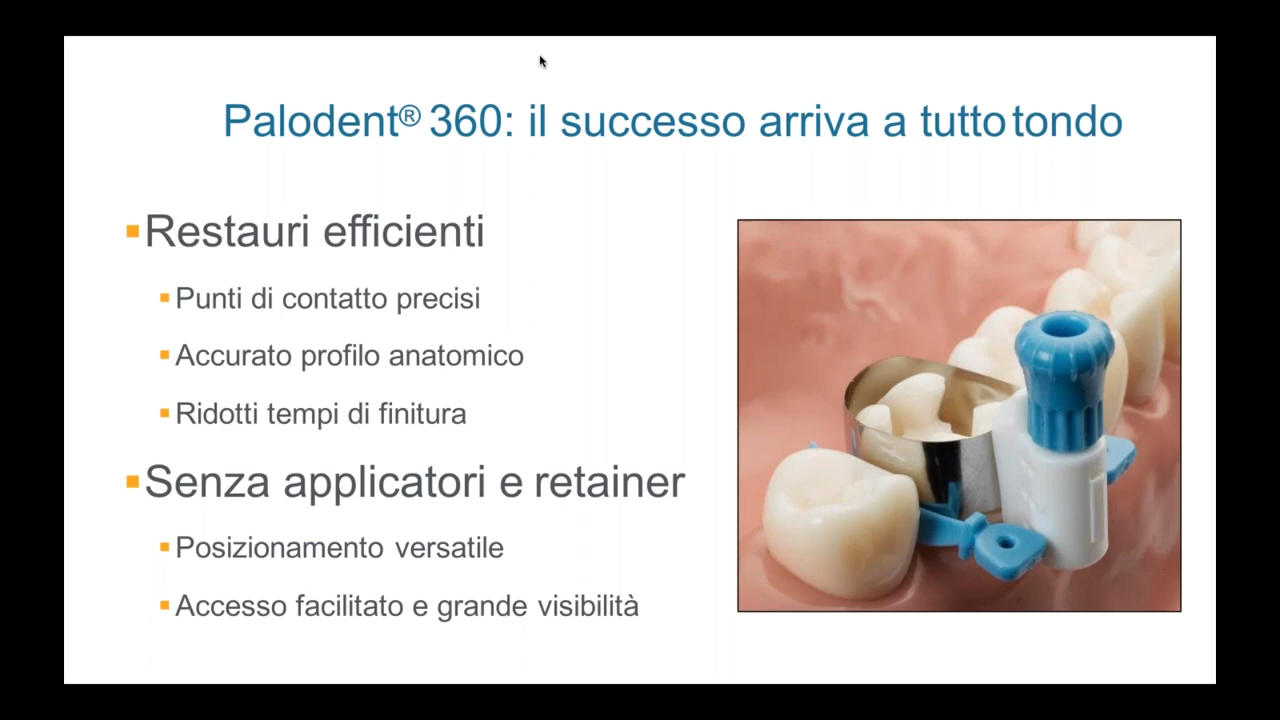 Palodent® 360: il successo arriva a tutto tondo
Restauri efficienti
Punti di contatto precisi
Accurato profilo anatomico
Ridotti tempi di finitura
Senza applicatori e retainer
Posizionamento versatile
Accesso facilitato e grande visibilità